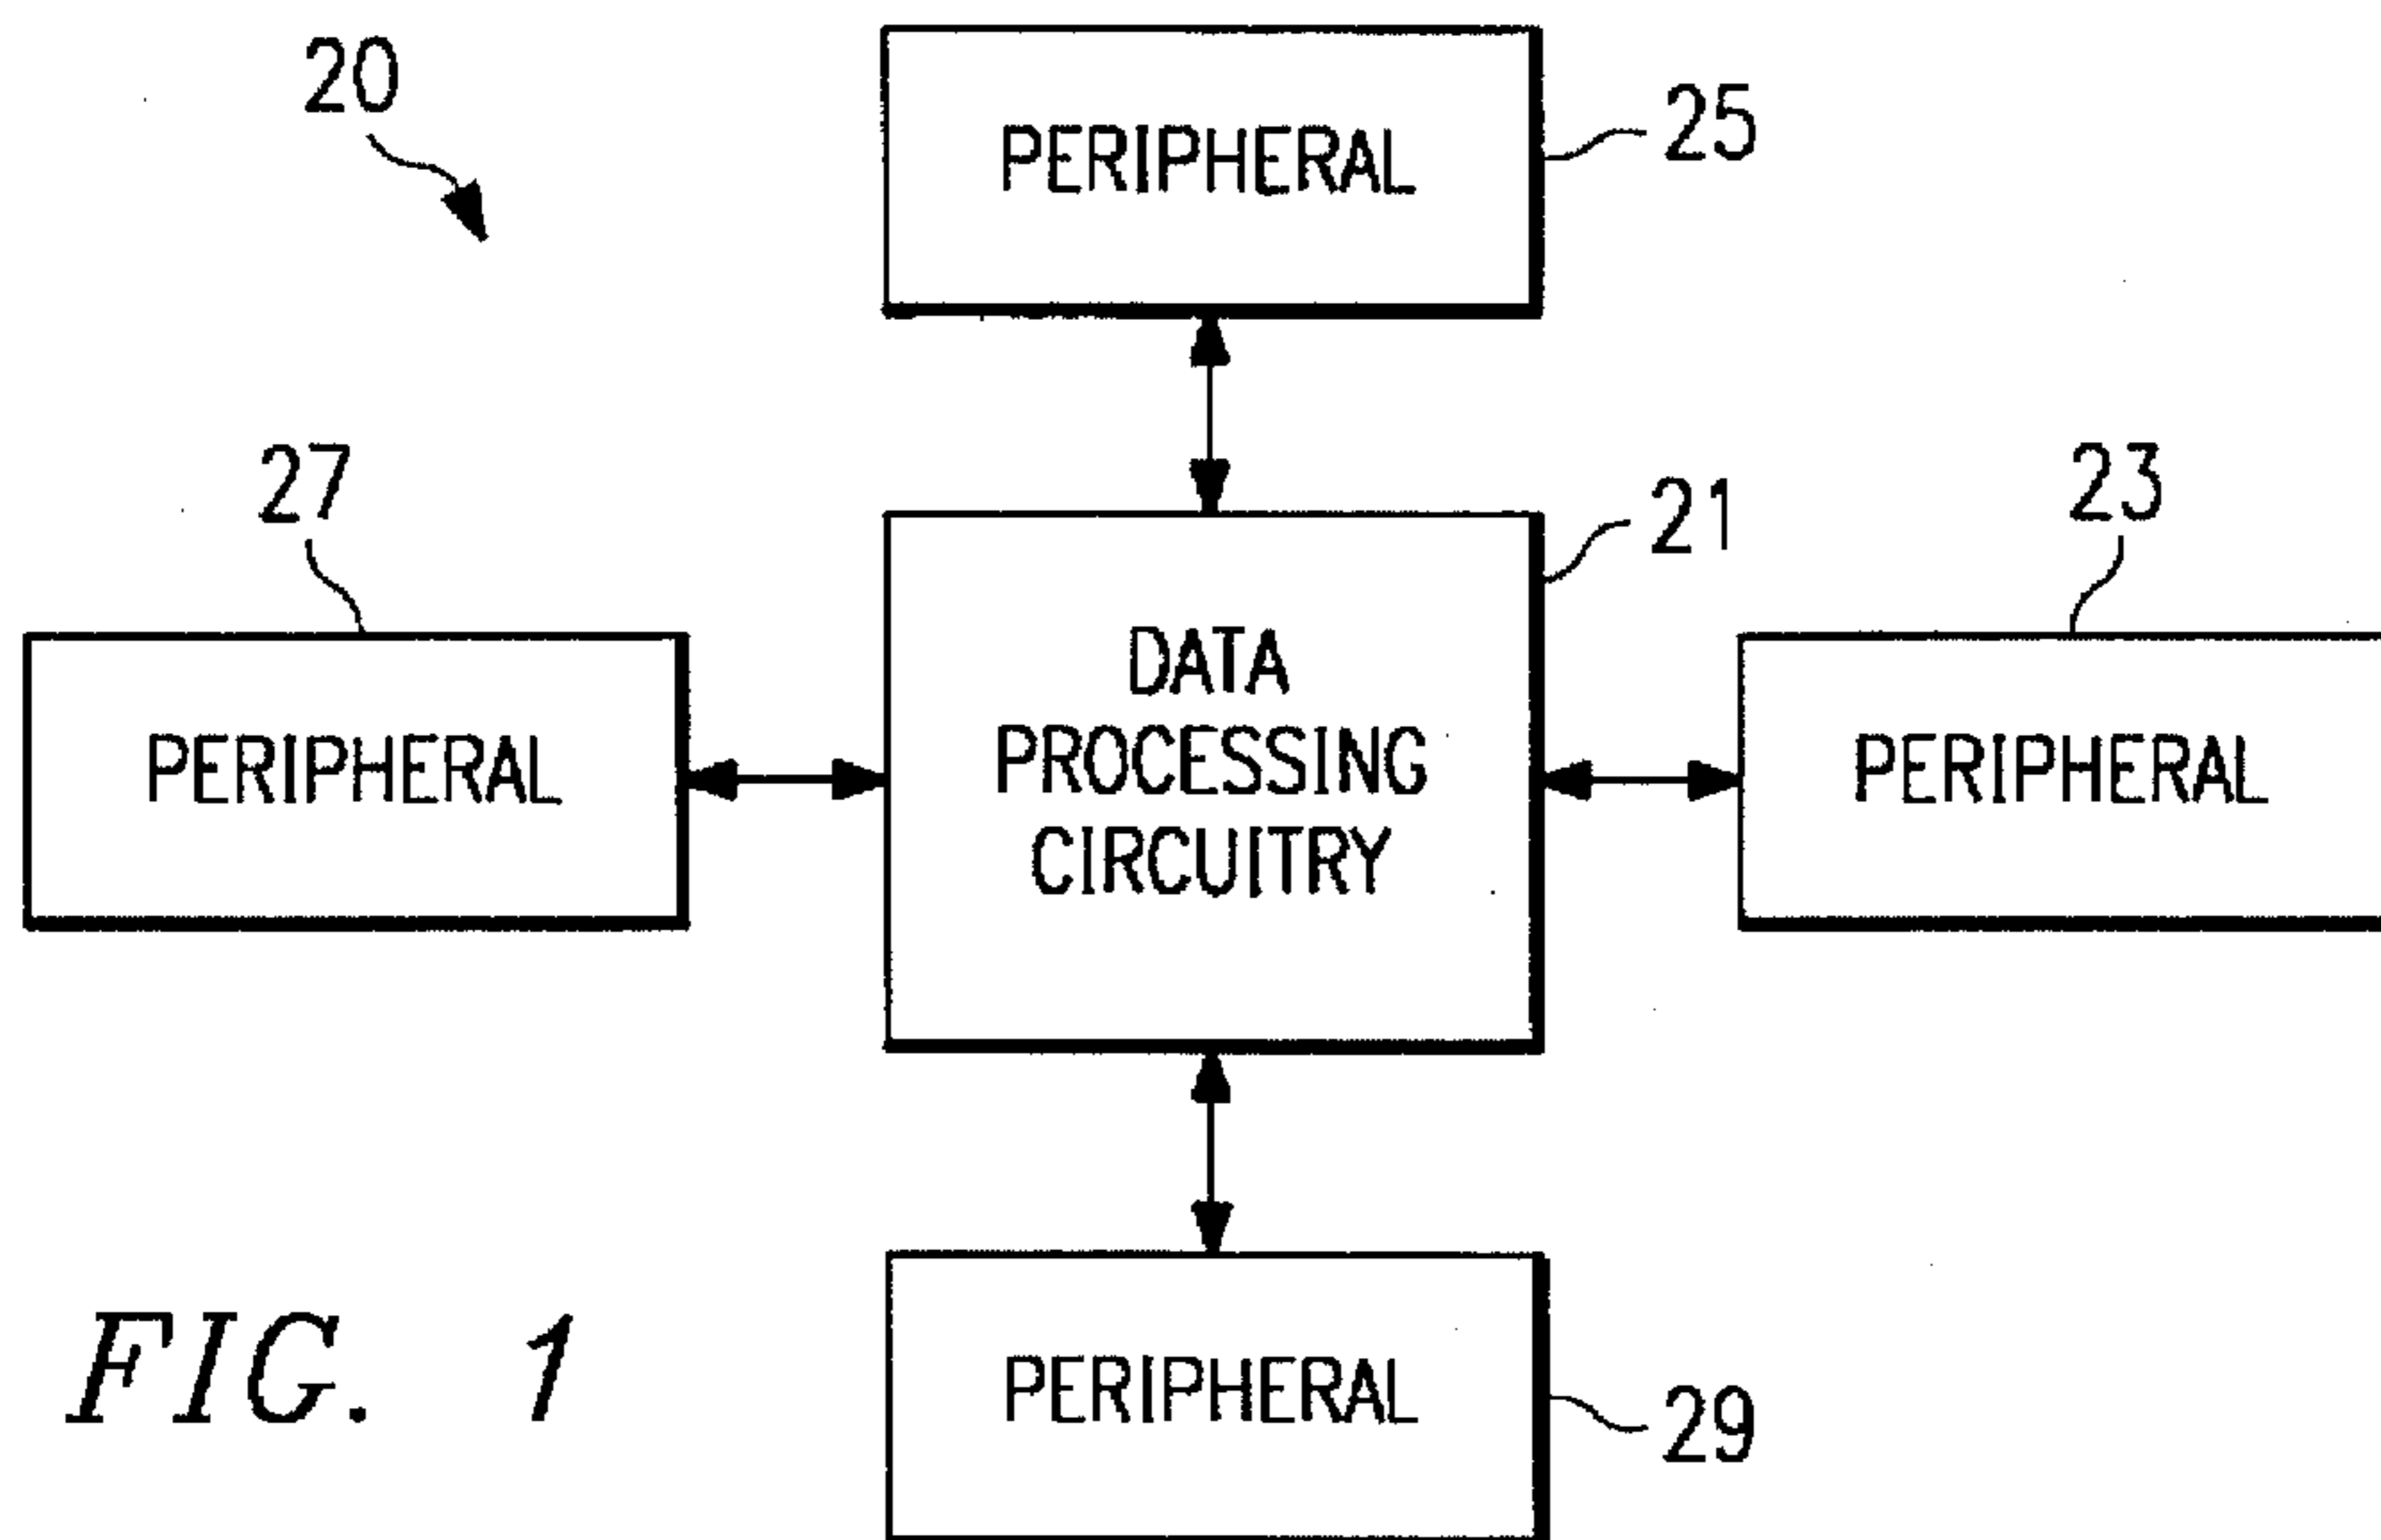 20
PERIPHERAL
25
27
21
23
DATA
PROCESSING
CIRCUITRY
PERIPHERAL
PERIPHERAL
FIG. 1
PERIPHERAL
29